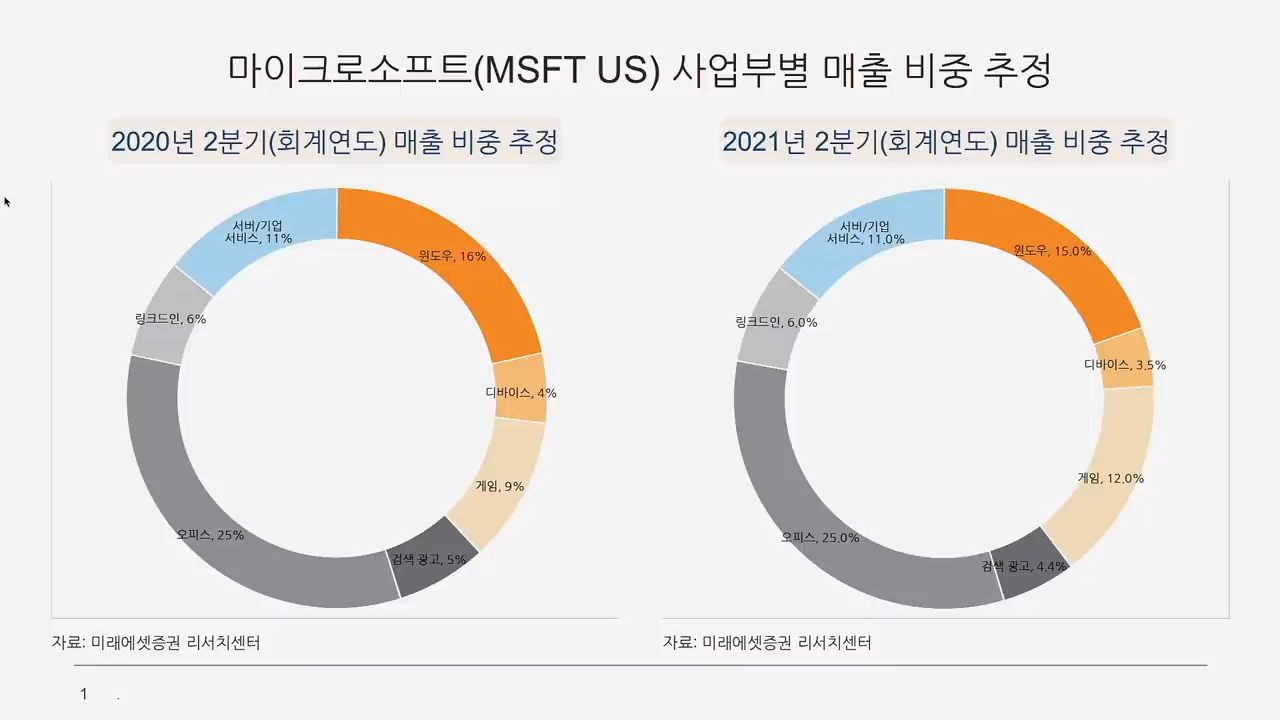 마이크로소프트(MSFT US) 사업부별 매출 비중 추정
2020년 2분기(회계연도) 매출 비중 추정
서버/기업
서비스, 11%
윈도우, 16%
링크드인, 6%
디바이스, 4%
게임, 9%
오피스, 25%
검색 광고, 5%
자료: 미래에셋증권 리서치센터
2021년 2분기(회계연도) 매출 비중 추정
서버/기업
서비스, 11.0%
윈도우, 15.0%
링크드인, 6.0%
디바이스, 3.5%
게임, 12.0%
오피스, 25.0%
검색 광고, 4.4%
자료: 미래에셋증권 리서치센터
1 .